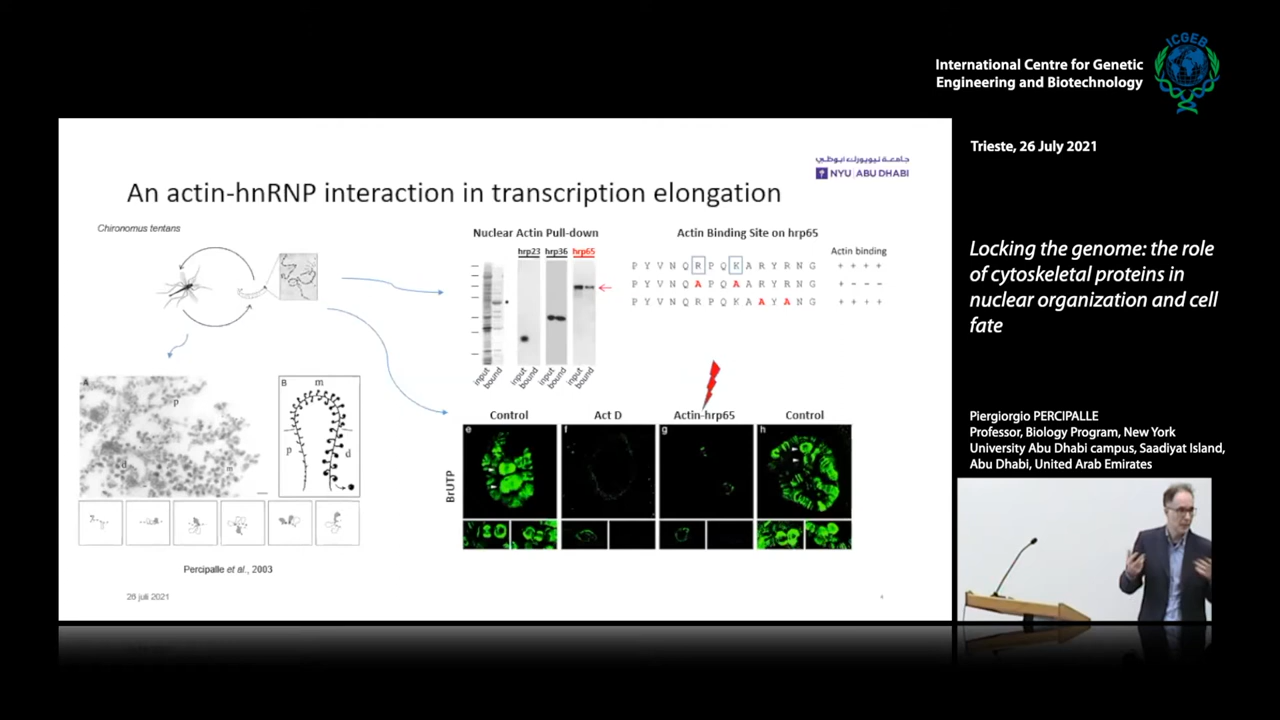 International Centre for Genetic
Engineering and Biotechnology
ICGEB
Trieste, 26 July 2021
جامعة نيويورك أبوظبي
NYU ABU DHABI
An actin-hnRNP interaction in transcription elongation
Chironomus tentans
Nuclear Actin Pull-down
hrp23 hrp36 hrp65
input
bound
input
bound
input
bound
input
bound
Actin Binding Site on hrp65
Actin binding
P Y V N Q R P Q K A R Y R N G + + + +
P Y V N Q A P Q A A R Y R N G + - - -
P Y V N Q R P Q K A A Y A N G + + + +
A
p
d
m
B
m
p
d
Control
Act D
Actin-hrp65
Control
BrUTP
e
f
g
h
Percipalle et al., 2003
26 juli 2021
Locking the genome: the role
of cytoskeletal proteins in
nuclear organization and cell
fate
Piergiorgio PERCIPALLE
Professor, Biology Program, New York
University Abu Dhabi campus, Saadiyat Island,
Abu Dhabi, United Arab Emirates